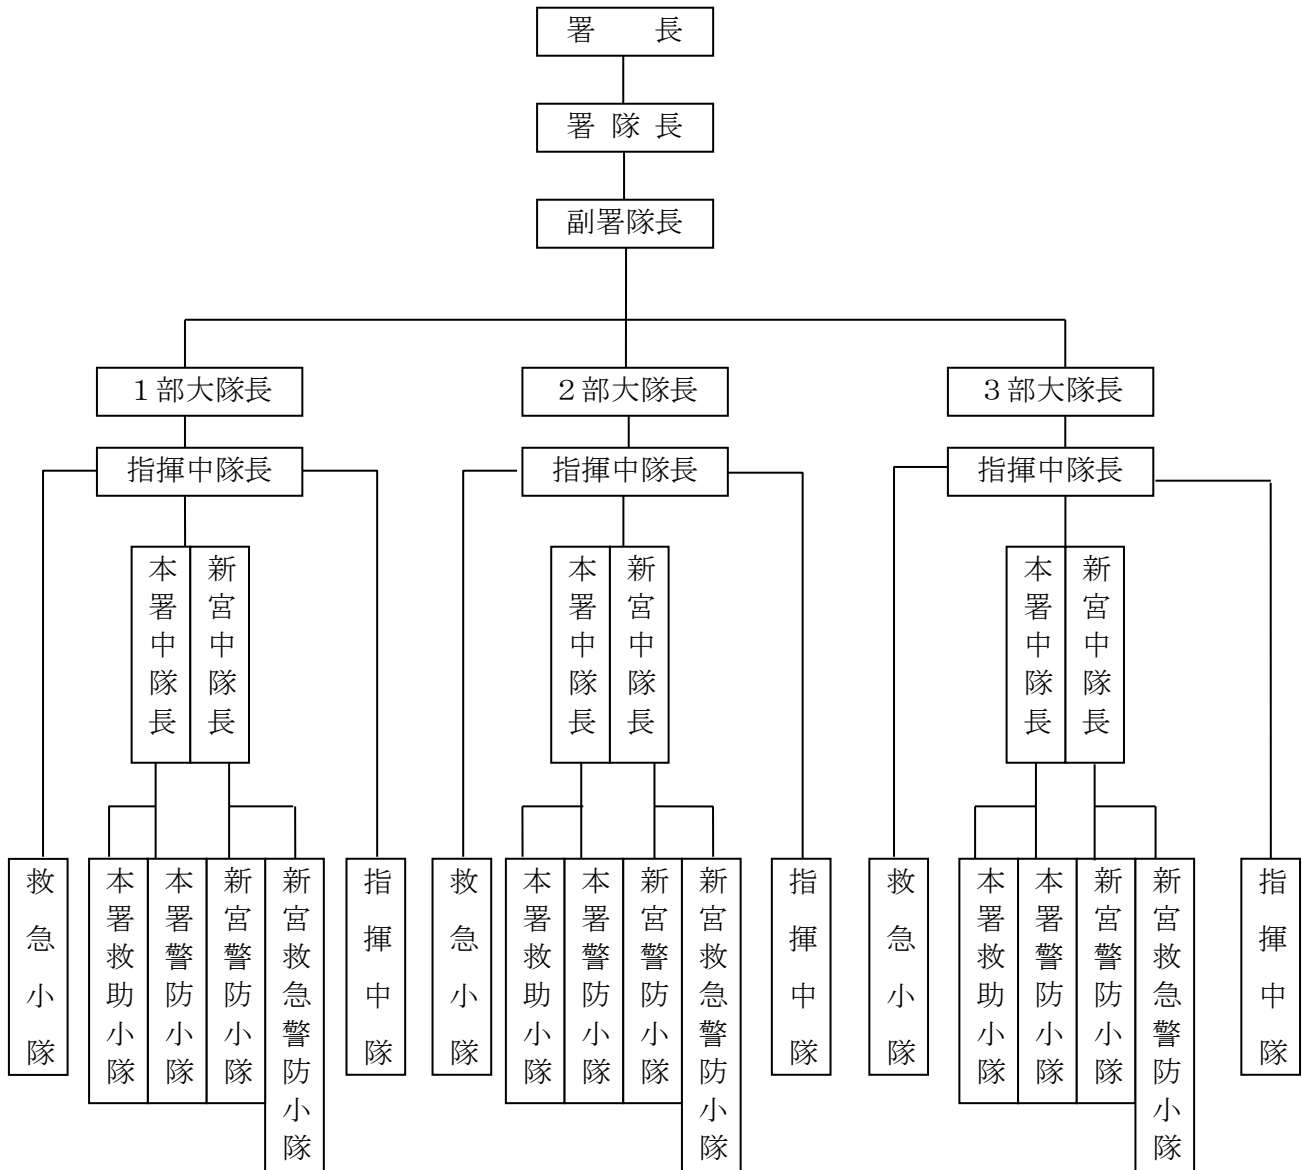 署　　長
署 隊 長
副署隊長
１部大隊長
２部大隊長
３部大隊長
指揮中隊長
指揮中隊長
指揮中隊長
本署中隊長
新宮中隊長
本署中隊長
新宮中隊長
本署中隊長
新宮中隊長
救急小隊
本署救助小隊
本署警防小隊
新宮警防小隊
新宮救急警防小隊
指揮中隊
救急小隊
本署救助小隊
本署警防小隊
新宮警防小隊
新宮救急警防小隊
指揮中隊
救急小隊
本署救助小隊
本署警防小隊
新宮警防小隊
新宮救急警防小隊
指揮中隊